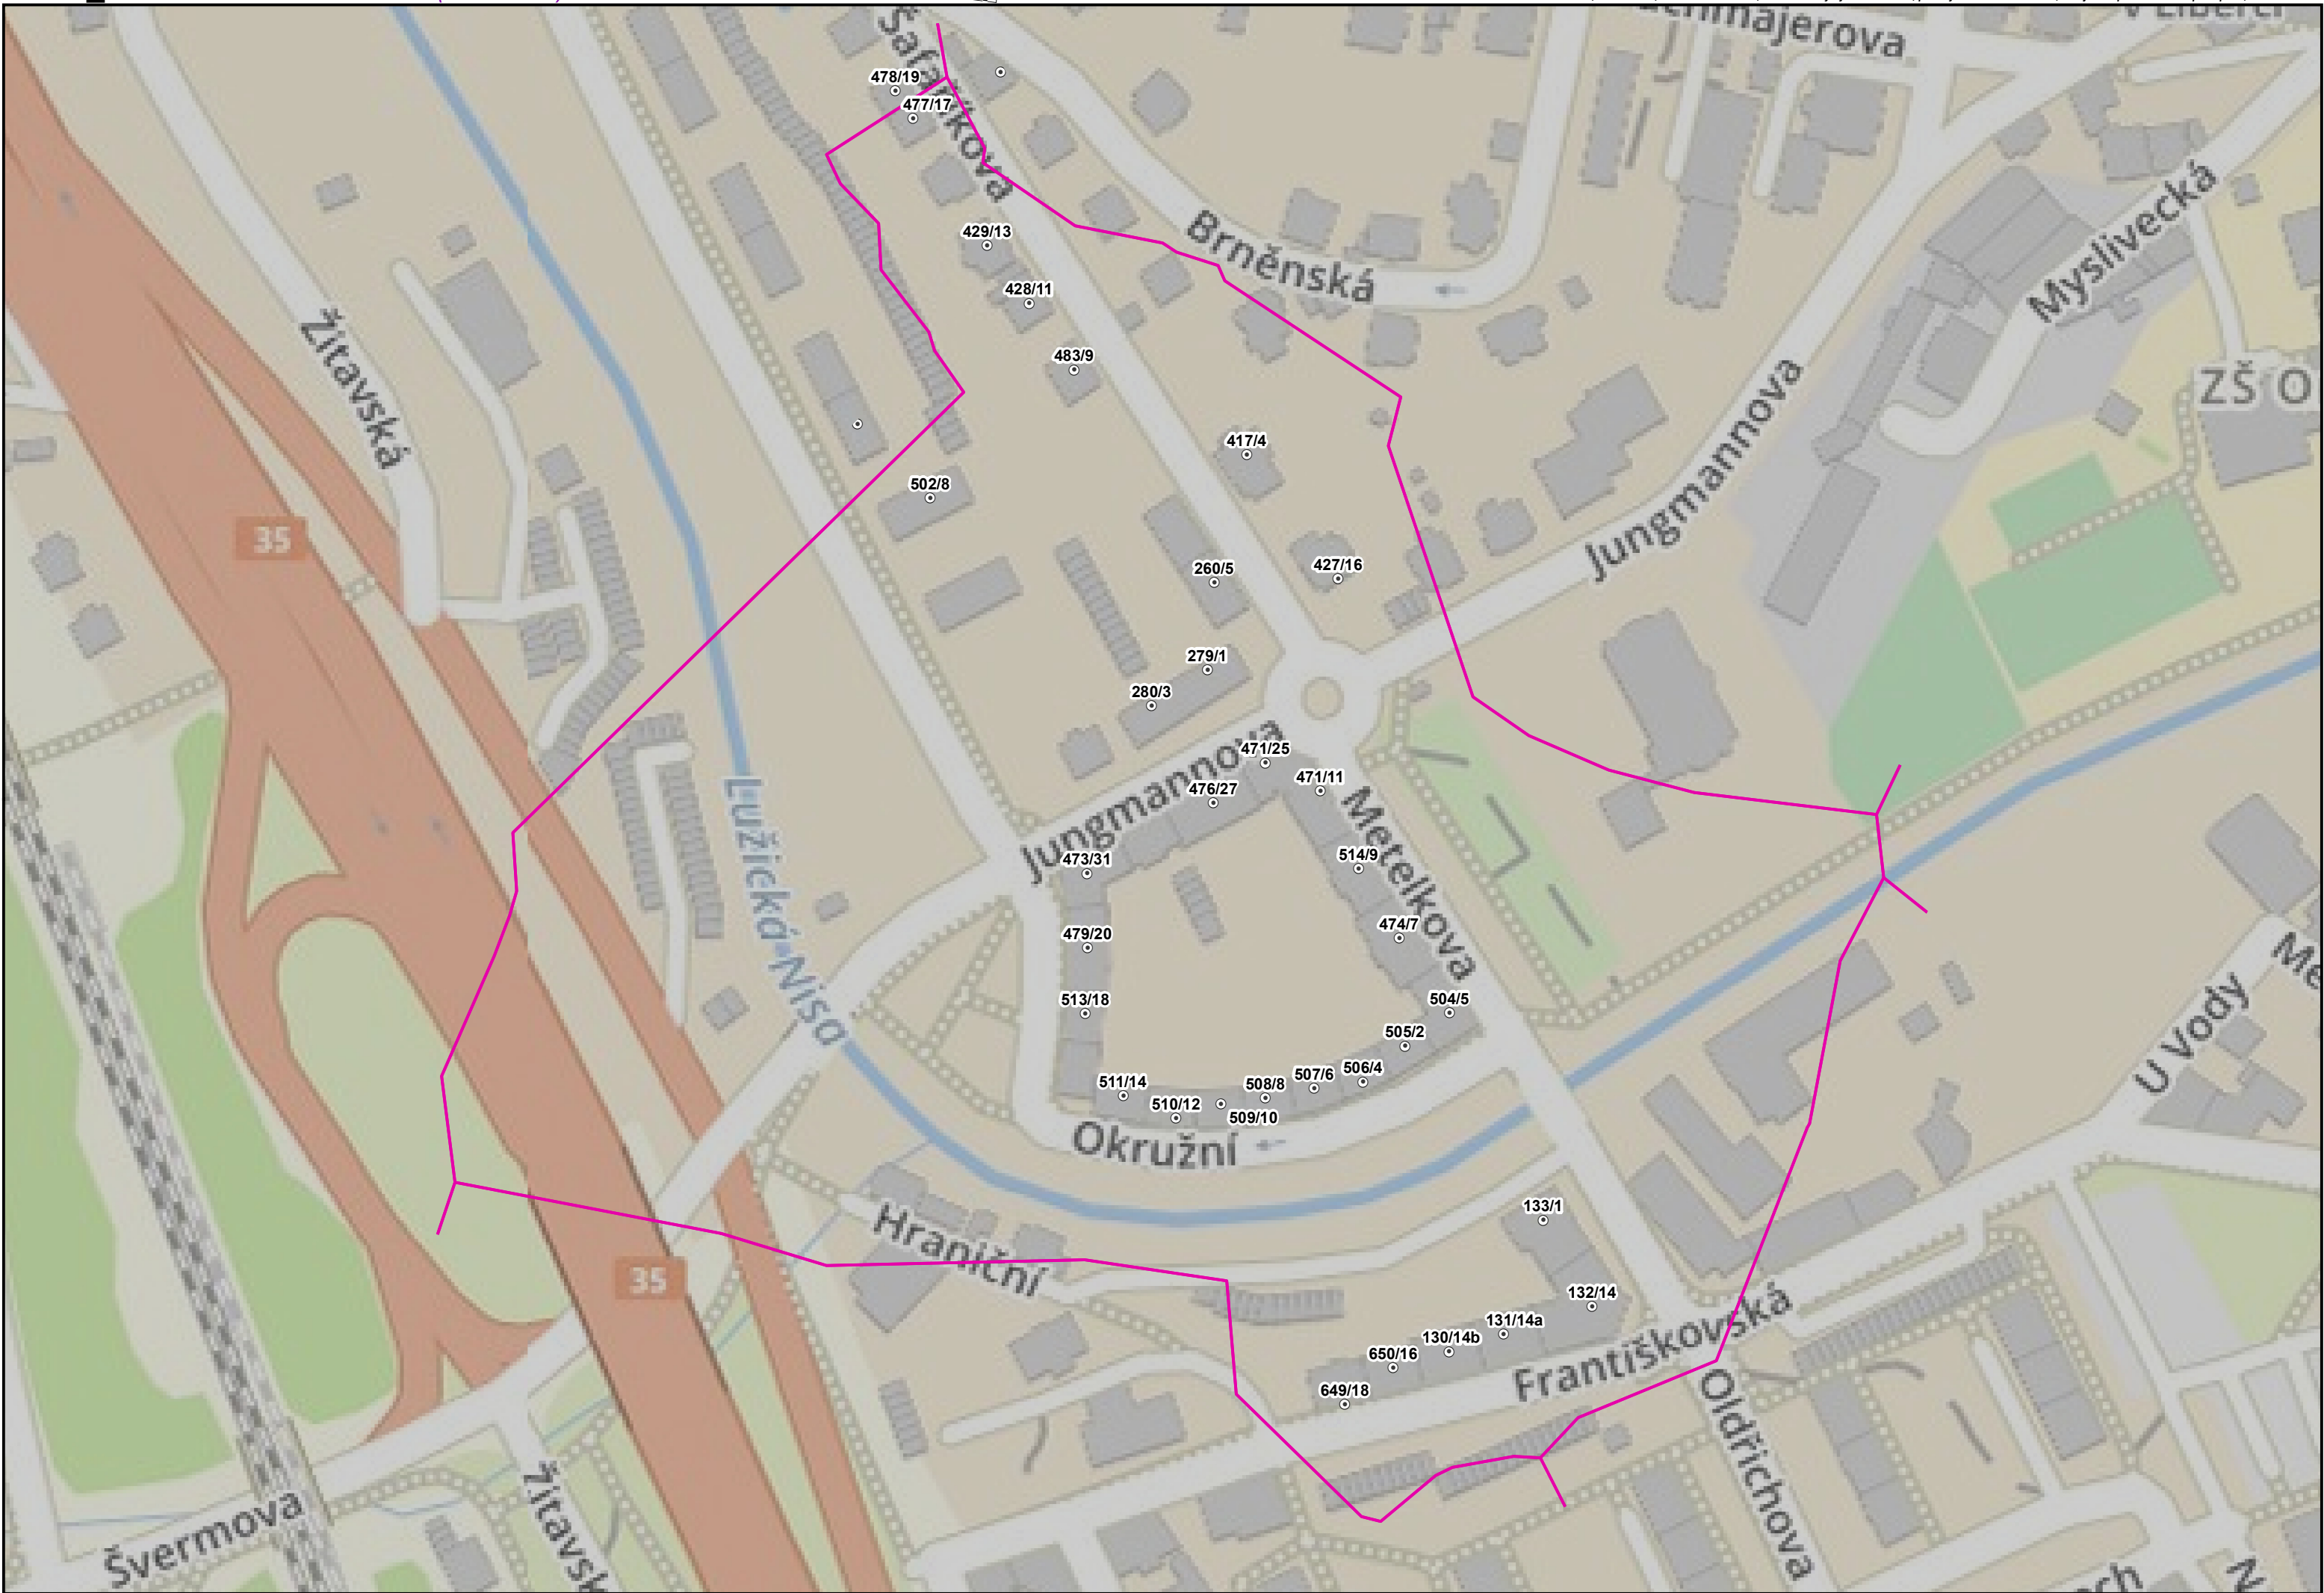 Šafaříkova
478/19
477/17
Myslivecká
Brněnská
429/13
428/11
Žitavská
483/9
ZŠ O
Jungmannova
417/4
502/8
35
260/5
427/16
279/1
280/3
471/25
Jungmannova
471/11
476/27
Metelkova
Lužická Nisa
473/31
514/9
479/20
474/7
513/18
504/5
505/2
U Vody
506/4
507/6
511/14
508/8
510/12
509/10
Okružní
133/1
Hraniční
35
132/14
131/14a
130/14b
650/16
Františkovská
649/18
Oldřichova
Švermova
Žitavsk